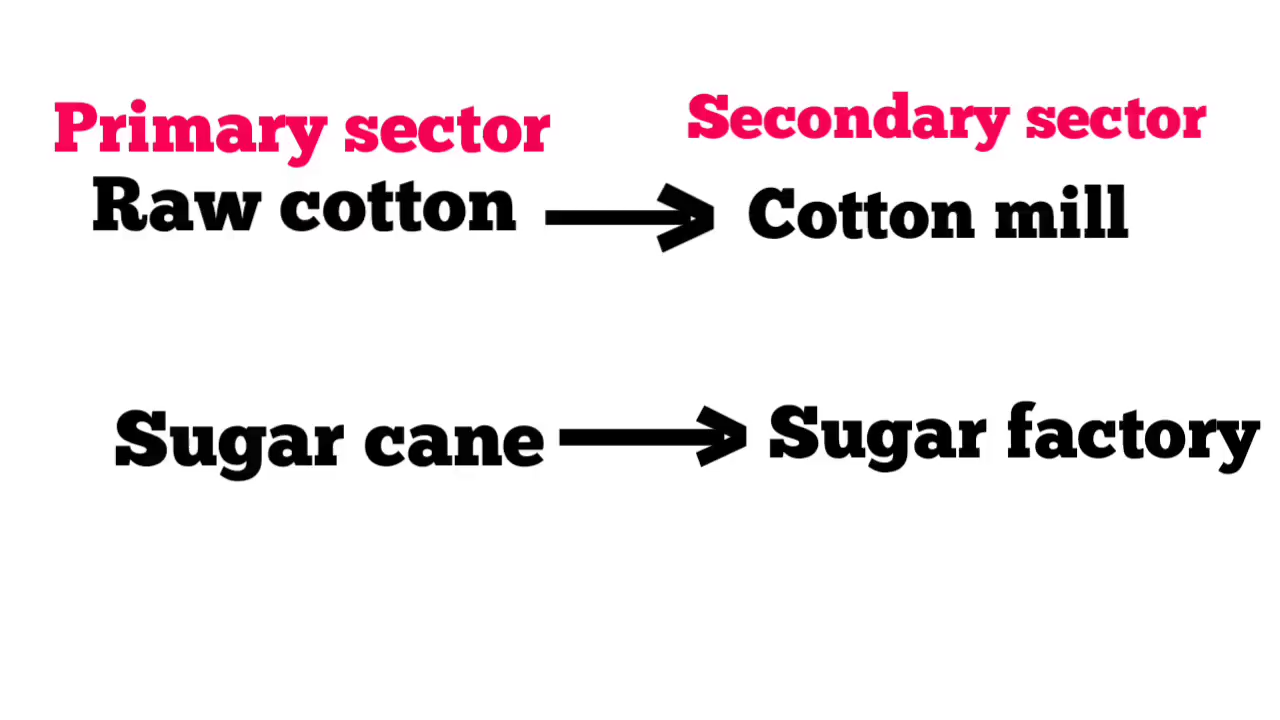 Primary sector
Secondary sector
Raw cotton
Cotton mill
Sugar cane
Sugar factory